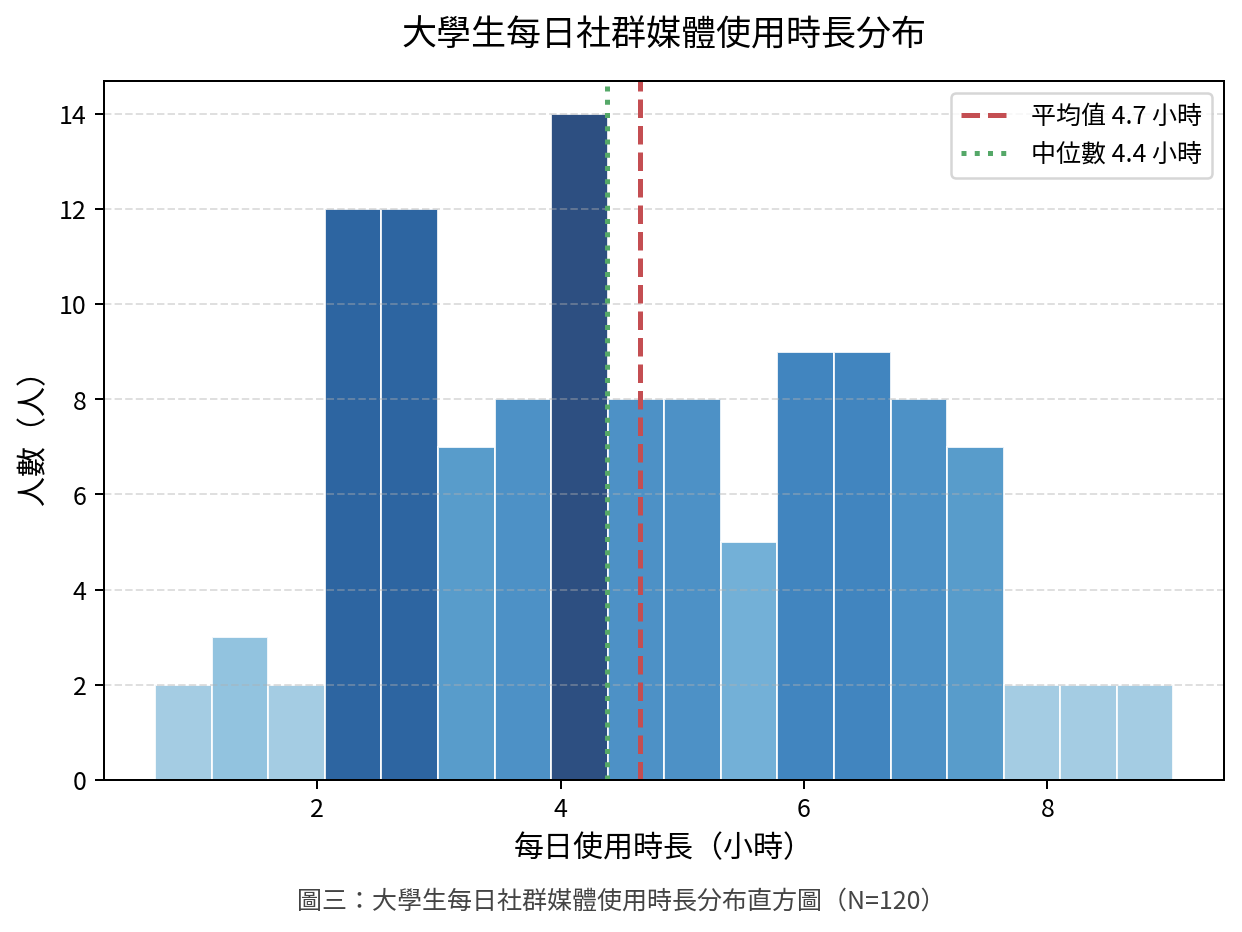 大學生每日社群媒體使用時長分布
平均值 4.7 小時
中位數 4.4 小時
人數（人）
14
12
10
8
6
4
2
0
2 4 6 8
每日使用時長（小時）
圖三：大學生每日社群媒體使用時長分布直方圖（N=120）